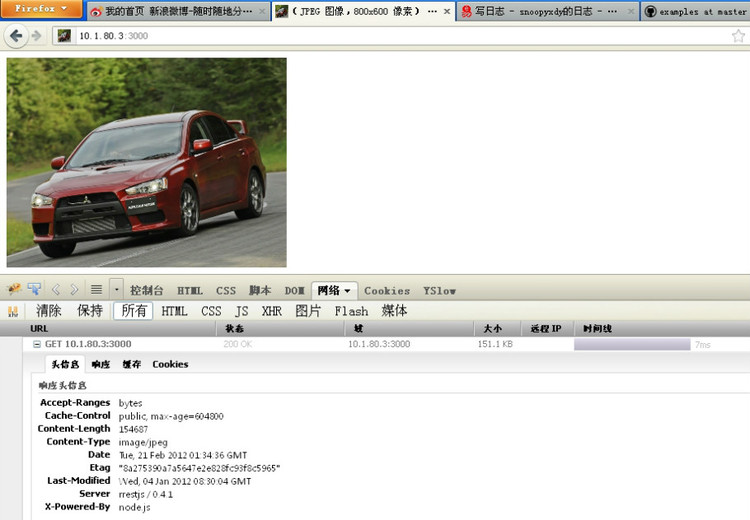 Firefox
我的首页 新浪微博-随时随地分... ×
（JPEG 图像，800x600 像素） ... ×
写日志 - snoopyxdy的日志 - ... ×
examples at master
10.1.80.3:3000
控制台 HTML CSS 脚本 DOM 网络 Cookies YSlow
清除 保持 所有 HTML CSS JS XHR 图片 Flash 媒体
URL 状态 域 大小 远程 IP 时间线
GET 10.1.80.3:3000 200 OK 10.1.80.3:3000 151.1 KB 7ms
头信息 响应 缓存 Cookies
响应头信息
Accept-Ranges bytes
Cache-Control public, max-age=604800
Content-Length 154687
Content-Type image/jpeg
Date Tue, 21 Feb 2012 01:34:36 GMT
Etag "8a275390a7a5647e2e828fc93f8c5965"
Last-Modified Wed, 04 Jan 2012 08:30:04 GMT
Server rrestjs / 0.4.1
X-Powered-By node.js